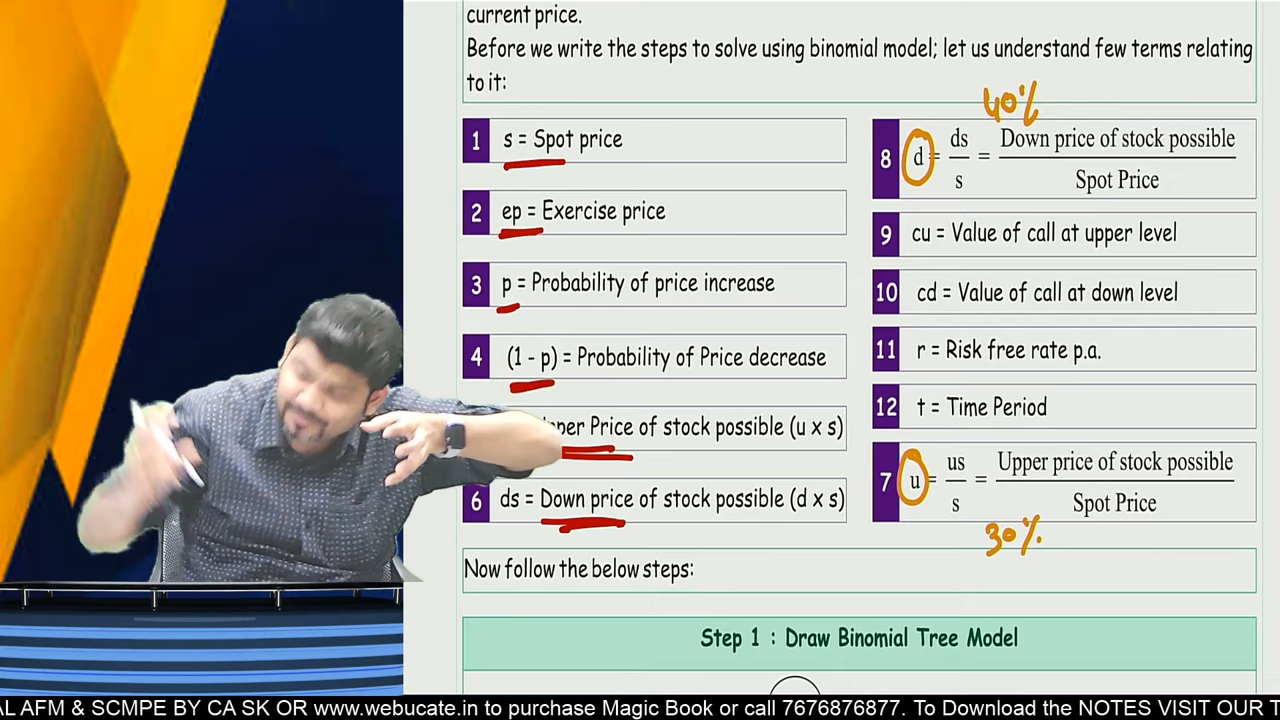 current price.
Before we write the steps to solve using binomial model; let us understand few terms relating
to it:
1 s = Spot price
2 ep = Exercise price
3 p = Probability of price increase
4 (1 - p) = Probability of Price decrease
Price of stock possible (u x s)
6 ds = Down price of stock possible (d x s)
40%
8 d = ds / s = Down price of stock possible / Spot Price
9 cu = Value of call at upper level
10 cd = Value of call at down level
11 r = Risk free rate p.a.
12 t = Time Period
7 u = us / s = Upper price of stock possible / Spot Price
30%
Now follow the below steps:
Step 1 : Draw Binomial Tree Model
AL AFM & SCMPE BY CA SK OR www.webucate.in to purchase Magic Book or call 7676876877. To Download the NOTES VISIT OUR